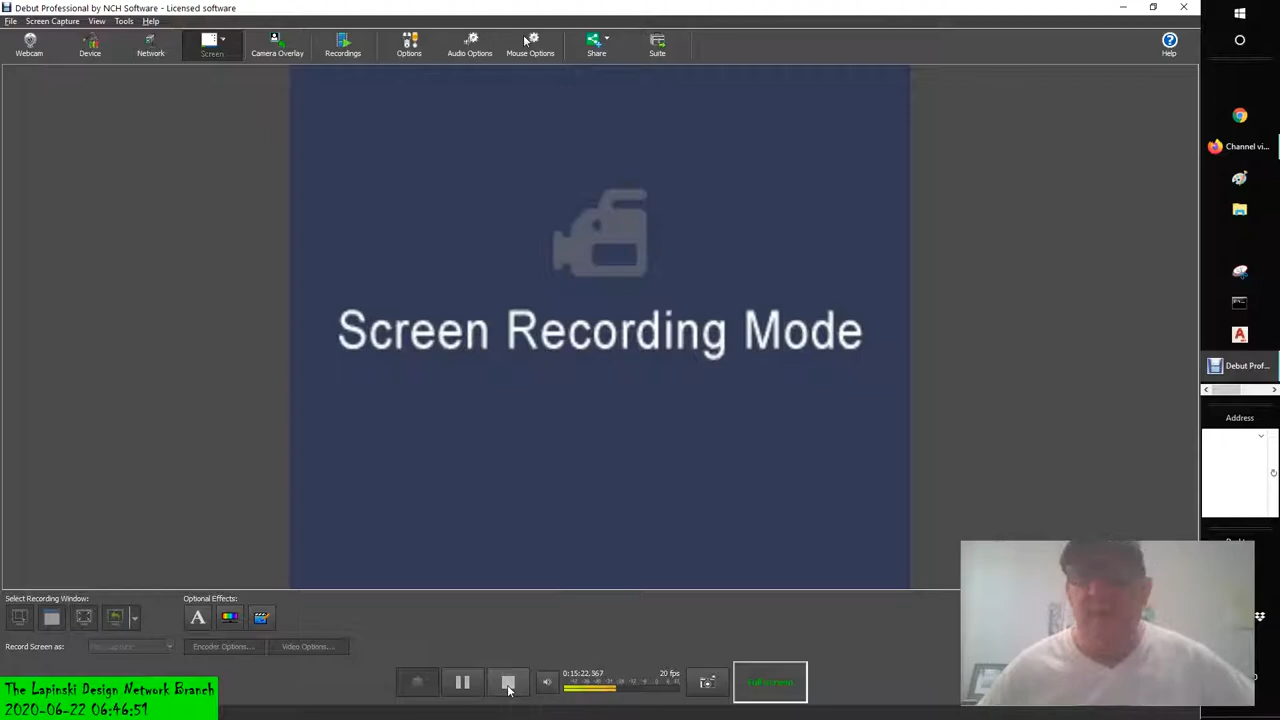 Debut Professional by NCH Software - Licensed software
File Screen Capture View Tools Help
Webcam Device Network Screen Camera Overlay Recordings Options Audio Options Mouse Options Share Suite Help
Channel vi...
Screen Recording Mode
Debut Prof...
Address
Select Recording Window:
Optional Effects:
A
Record Screen as:
Encoder Options...
Video Options...
0:15:22.367
20 fps
Full screen
The Lapinski Design Network Branch
2020-06-22 06:46:51